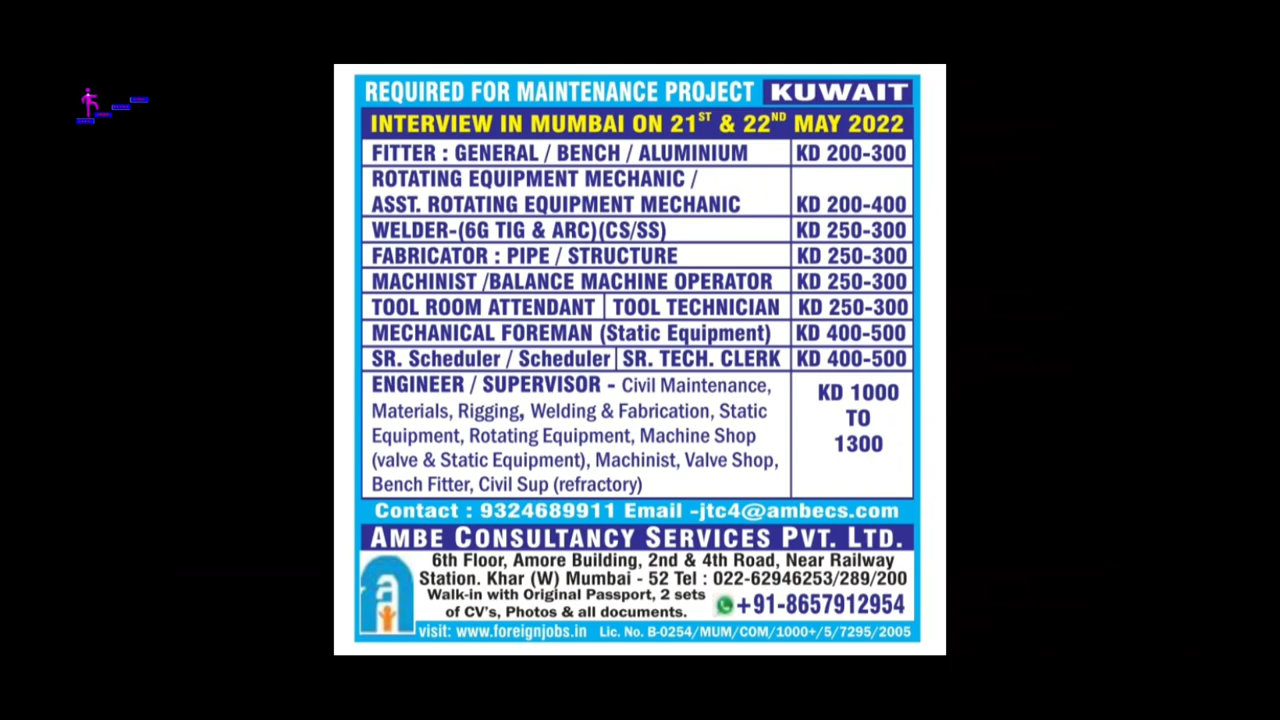 REQUIRED FOR MAINTENANCE PROJECT KUWAIT
INTERVIEW IN MUMBAI ON 21ST & 22ND MAY 2022
FITTER : GENERAL / BENCH / ALUMINIUM KD 200-300
ROTATING EQUIPMENT MECHANIC /
ASST. ROTATING EQUIPMENT MECHANIC KD 200-400
WELDER-(6G TIG & ARC)(CS/SS) KD 250-300
FABRICATOR : PIPE / STRUCTURE KD 250-300
MACHINIST /BALANCE MACHINE OPERATOR KD 250-300
TOOL ROOM ATTENDANT TOOL TECHNICIAN KD 250-300
MECHANICAL FOREMAN (Static Equipment) KD 400-500
SR. Scheduler / Scheduler SR. TECH. CLERK KD 400-500
ENGINEER / SUPERVISOR - Civil Maintenance,
Materials, Rigging, Welding & Fabrication, Static
Equipment, Rotating Equipment, Machine Shop
(valve & Static Equipment), Machinist, Valve Shop,
Bench Fitter, Civil Sup (refractory)
KD 1000
TO
1300
Contact : 9324689911 Email -jtc4@ambecs.com
AMBE CONSULTANCY SERVICES PVT. LTD.
6th Floor, Amore Building, 2nd & 4th Road, Near Railway
Station. Khar (W) Mumbai - 52 Tel : 022-62946253/289/200
Walk-in with Original Passport, 2 sets
of CV's, Photos & all documents.
+91-8657912954
visit: www.foreignjobs.in Lic. No. B-0254/MUM/COM/1000+/5/7295/2005